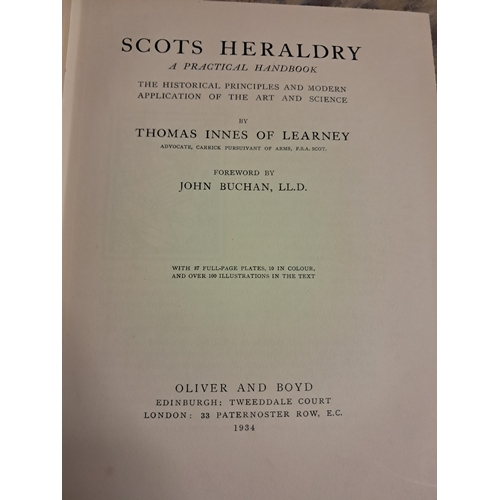 SCOTS HERALDRY
A PRACTICAL HANDBOOK
THE HISTORICAL PRINCIPLES AND MODERN
APPLICATION OF THE ART AND SCIENCE
BY
THOMAS INNES OF LEARNEY
ADVOCATE, CARRICK PURSUIVANT OF ARMS, F.S.A. SCOT.
FOREWORD BY
JOHN BUCHAN, LL.D.
WITH 57 FULL-PAGE PLATES, 10 IN COLOUR,
AND OVER 100 ILLUSTRATIONS IN THE TEXT
OLIVER AND BOYD
EDINBURGH: TWEEDDALE COURT
LONDON: 33 PATERNOSTER ROW, E.C.
1934